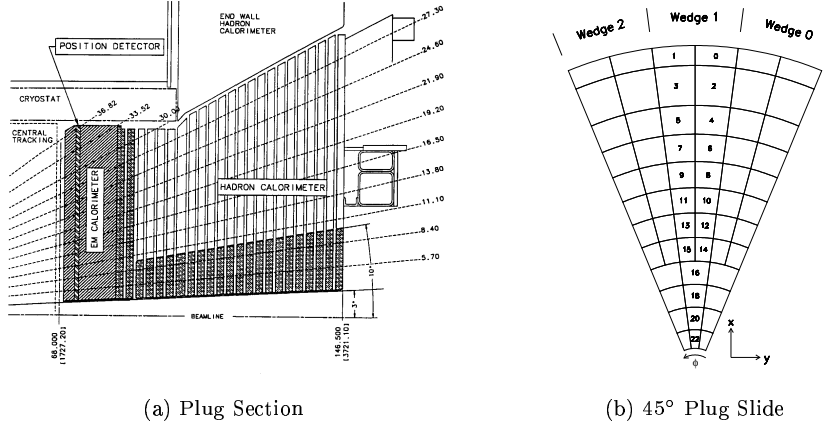 END WALL
HADRON
CALORIMETER
POSITION DETECTOR
CRYOSTAT
CENTRAL
TRACKING
EM CALORIMETER
HADRON CALORIMETER
36.82
33.52
30.00
27.30
24.60
21.90
19.20
16.50
13.80
11.10
8.40
5.70
10°
3°
BEAMLINE
68.000
(1727.20)
146.500
(3721.10)
(a) Plug Section
Wedge 2
Wedge 1
Wedge 0
1 0
3 2
5 4
7 6
9 8
11 10
13 12
15 14
16
18
20
22
ϕ
x
y
(b) 45° Plug Slide